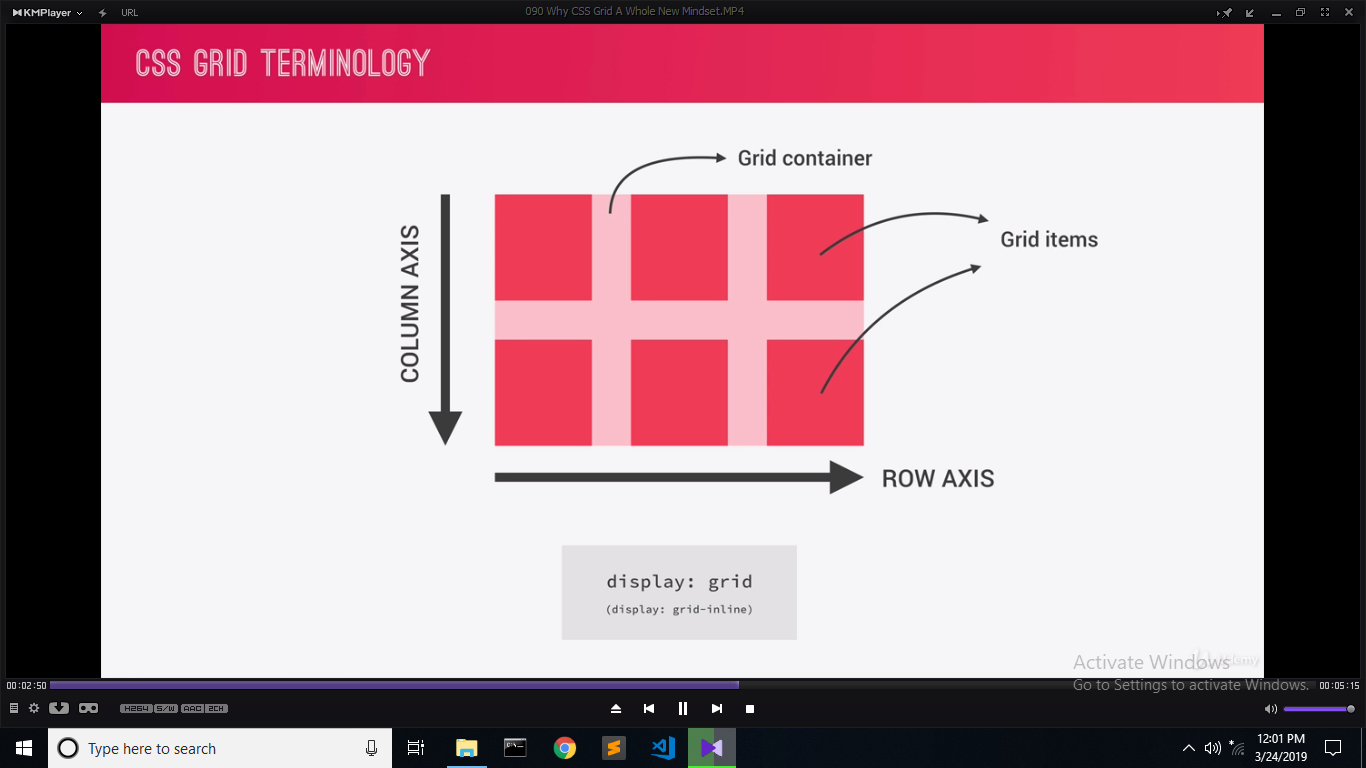 KMPlayer
URL
090 Why CSS Grid A Whole New Mindset.MP4
CSS GRID TERMINOLOGY
Grid container
Grid items
COLUMN AXIS
ROW AXIS
display: grid
(display: grid-inline)
Udemy
Activate Windows
Go to Settings to activate Windows.
00:02:50
00:05:15
H264 S/W AAC 2CH
Type here to search
12:01 PM
3/24/2019